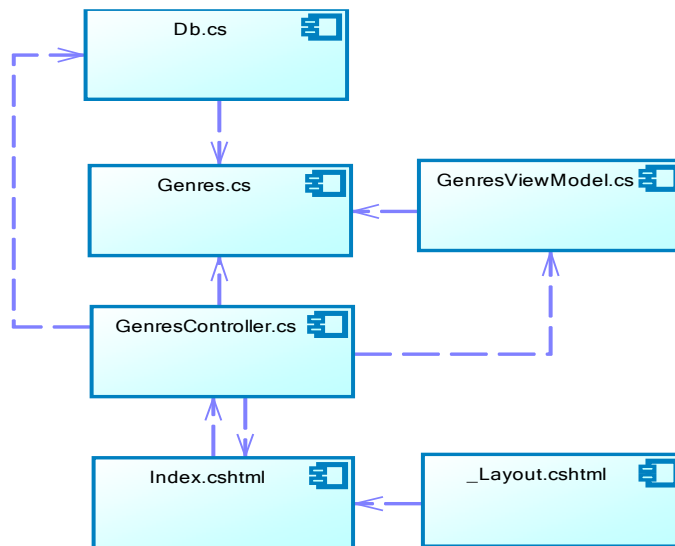 Db.cs
Genres.cs
GenresViewModel.cs
GenresController.cs
Index.cshtml
_Layout.cshtml